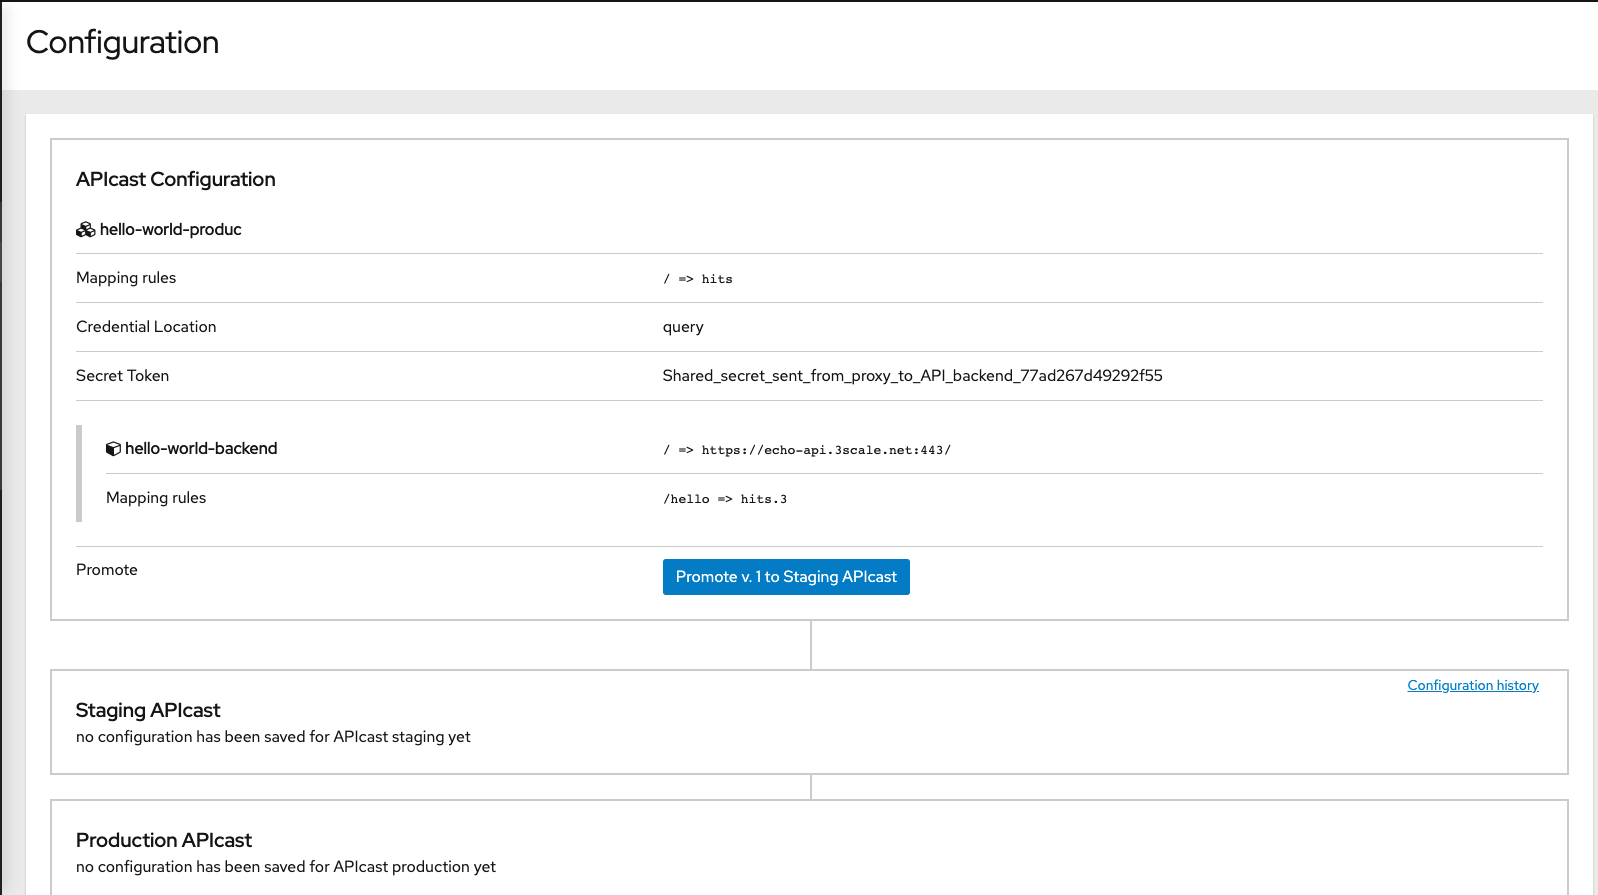 Configuration
APIcast Configuration
hello-world-produc
Mapping rules / => hits
Credential Location query
Secret Token Shared_secret_sent_from_proxy_to_API_backend_77ad267d49292f55
hello-world-backend / => https://echo-api.3scale.net:443/
Mapping rules /hello => hits.3
Promote Promote v. 1 to Staging APIcast
Configuration history
Staging APIcast
no configuration has been saved for APIcast staging yet
Production APIcast
no configuration has been saved for APIcast production yet